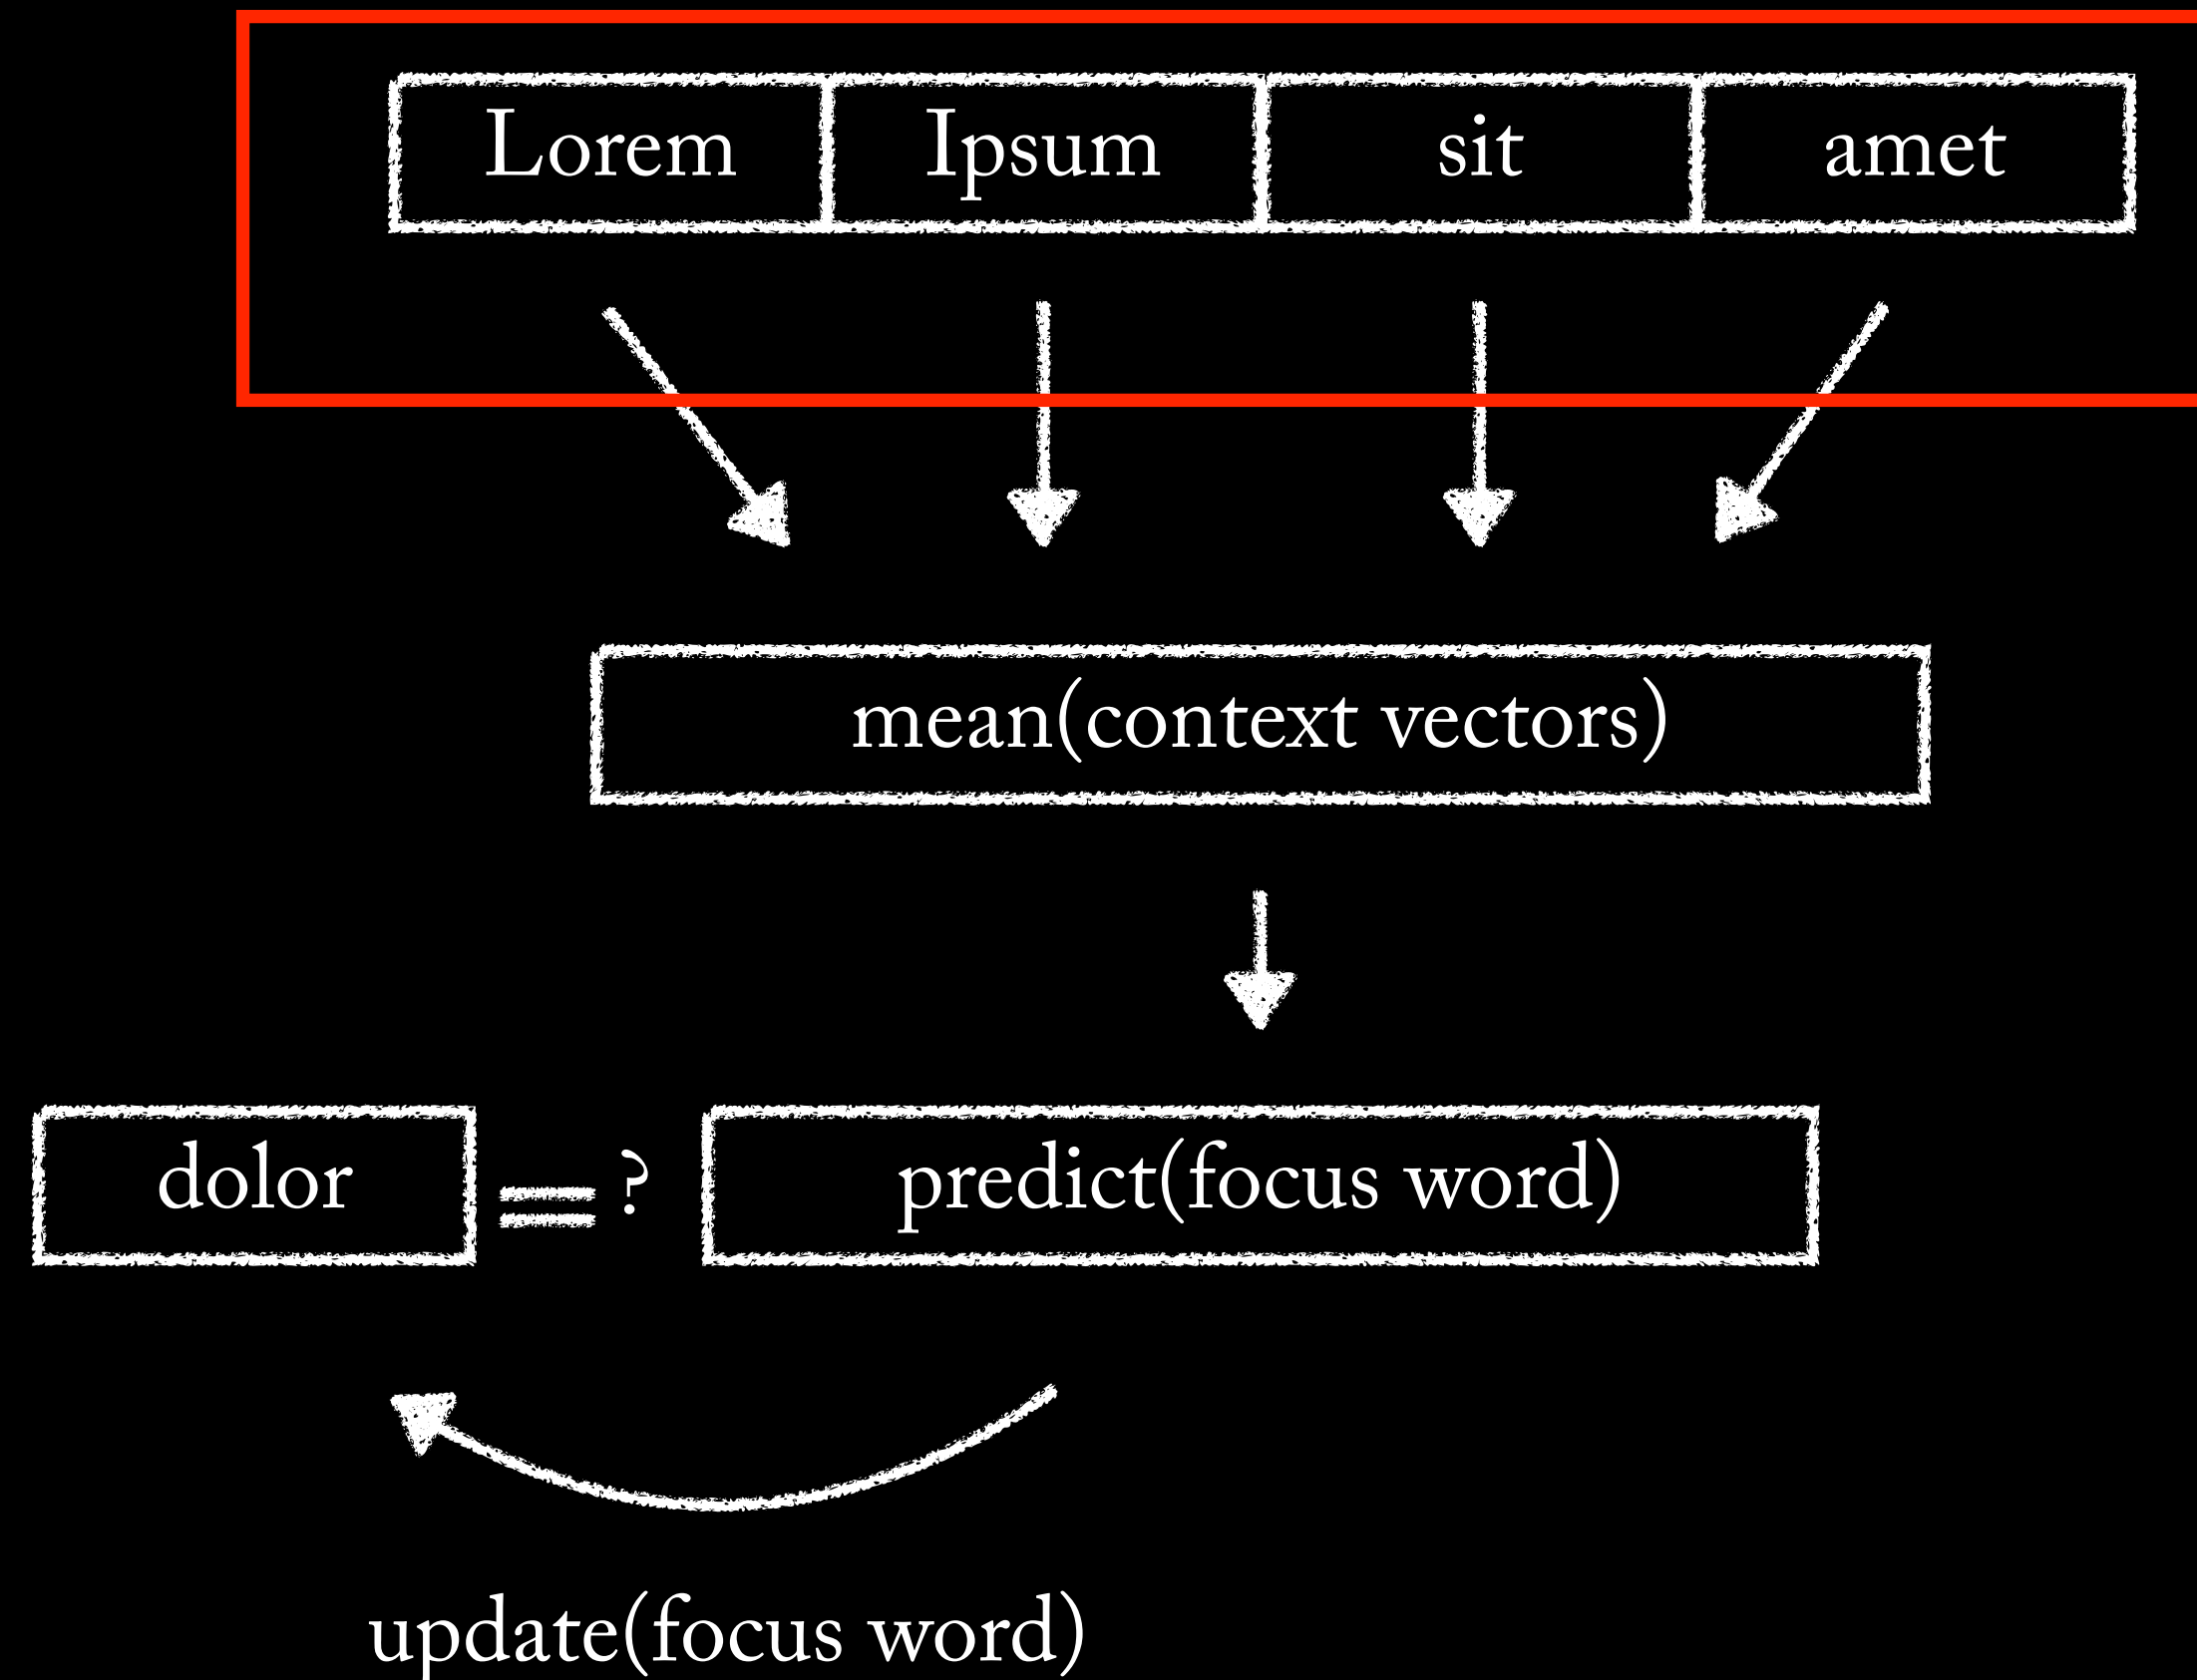 Lorem Ipsum sit amet
mean(context vectors)
dolor =? predict(focus word)
update(focus word)